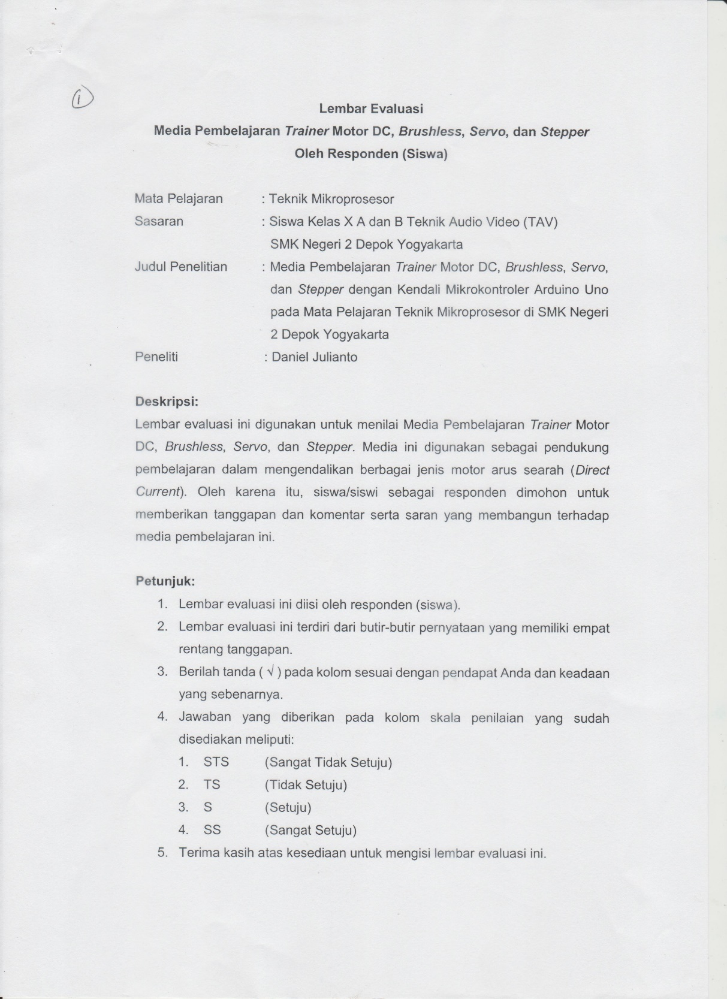 1
Lembar Evaluasi
Media Pembelajaran Trainer Motor DC, Brushless, Servo, dan Stepper
Oleh Responden (Siswa)
Mata Pelajaran : Teknik Mikroprosesor
Sasaran : Siswa Kelas X A dan B Teknik Audio Video (TAV)
SMK Negeri 2 Depok Yogyakarta
Judul Penelitian : Media Pembelajaran Trainer Motor DC, Brushless, Servo,
dan Stepper dengan Kendali Mikrokontroler Arduino Uno
pada Mata Pelajaran Teknik Mikroprosesor di SMK Negeri
2 Depok Yogyakarta
Peneliti : Daniel Julianto
Deskripsi:
Lembar evaluasi ini digunakan untuk menilai Media Pembelajaran Trainer Motor
DC, Brushless, Servo, dan Stepper. Media ini digunakan sebagai pendukung
pembelajaran dalam mengendalikan berbagai jenis motor arus searah (Direct
Current). Oleh karena itu, siswa/siswi sebagai responden dimohon untuk
memberikan tanggapan dan komentar serta saran yang membangun terhadap
media pembelajaran ini.
Petunjuk:
1. Lembar evaluasi ini diisi oleh responden (siswa).
2. Lembar evaluasi ini terdiri dari butir-butir pernyataan yang memiliki empat
rentang tanggapan.
3. Berilah tanda ( √ ) pada kolom sesuai dengan pendapat Anda dan keadaan
yang sebenarnya.
4. Jawaban yang diberikan pada kolom skala penilaian yang sudah
disediakan meliputi:
1. STS (Sangat Tidak Setuju)
2. TS (Tidak Setuju)
3. S (Setuju)
4. SS (Sangat Setuju)
5. Terima kasih atas kesediaan untuk mengisi lembar evaluasi ini.